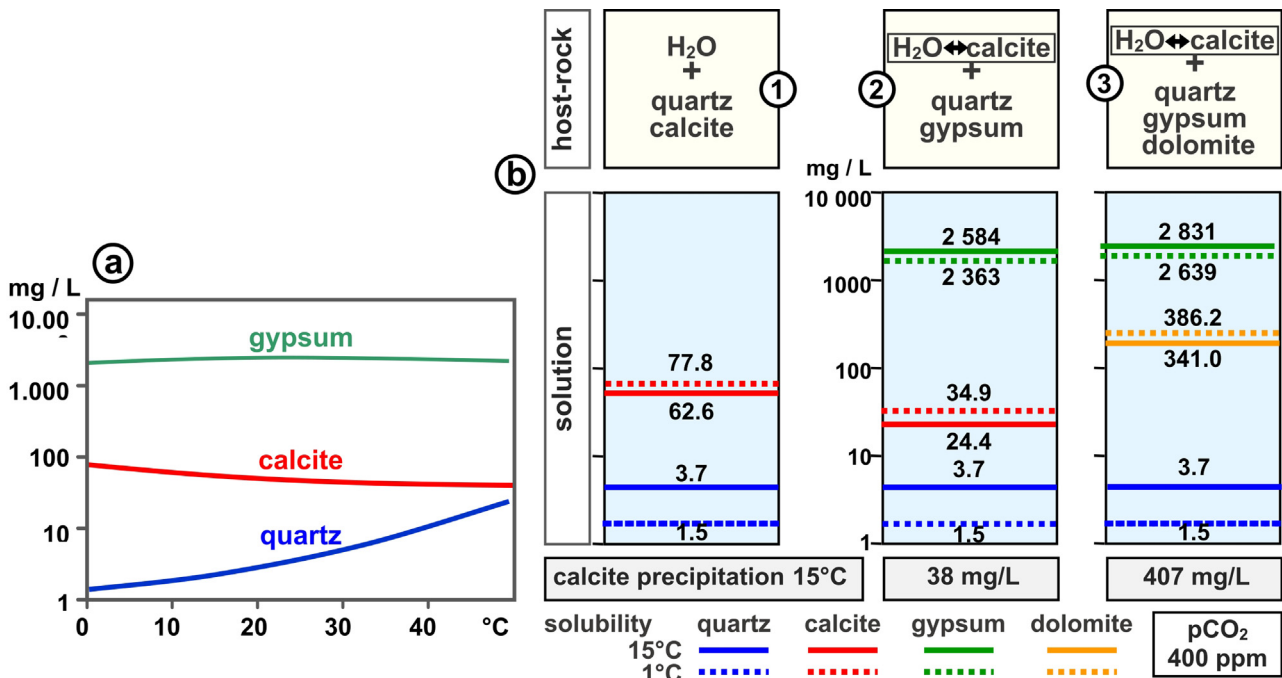 a
mg / L
10.00
gypsum
1.000
100
calcite
10
quartz
1
0
10
20
30
40
°C
b
host-rock
H₂O
+
quartz
calcite
1
H₂O↔calcite
+
quartz
gypsum
2
H₂O↔calcite
+
quartz
gypsum
dolomite
3
solution
mg / L
10 000
1000
100
10
1
77.8
62.6
3.7
1.5
2 584
2 363
34.9
24.4
3.7
1.5
2 831
2 639
386.2
341.0
3.7
1.5
calcite precipitation 15°C
38 mg/L
407 mg/L
solubility quartz calcite gypsum dolomite
15°C
1°C
pCO₂
400 ppm